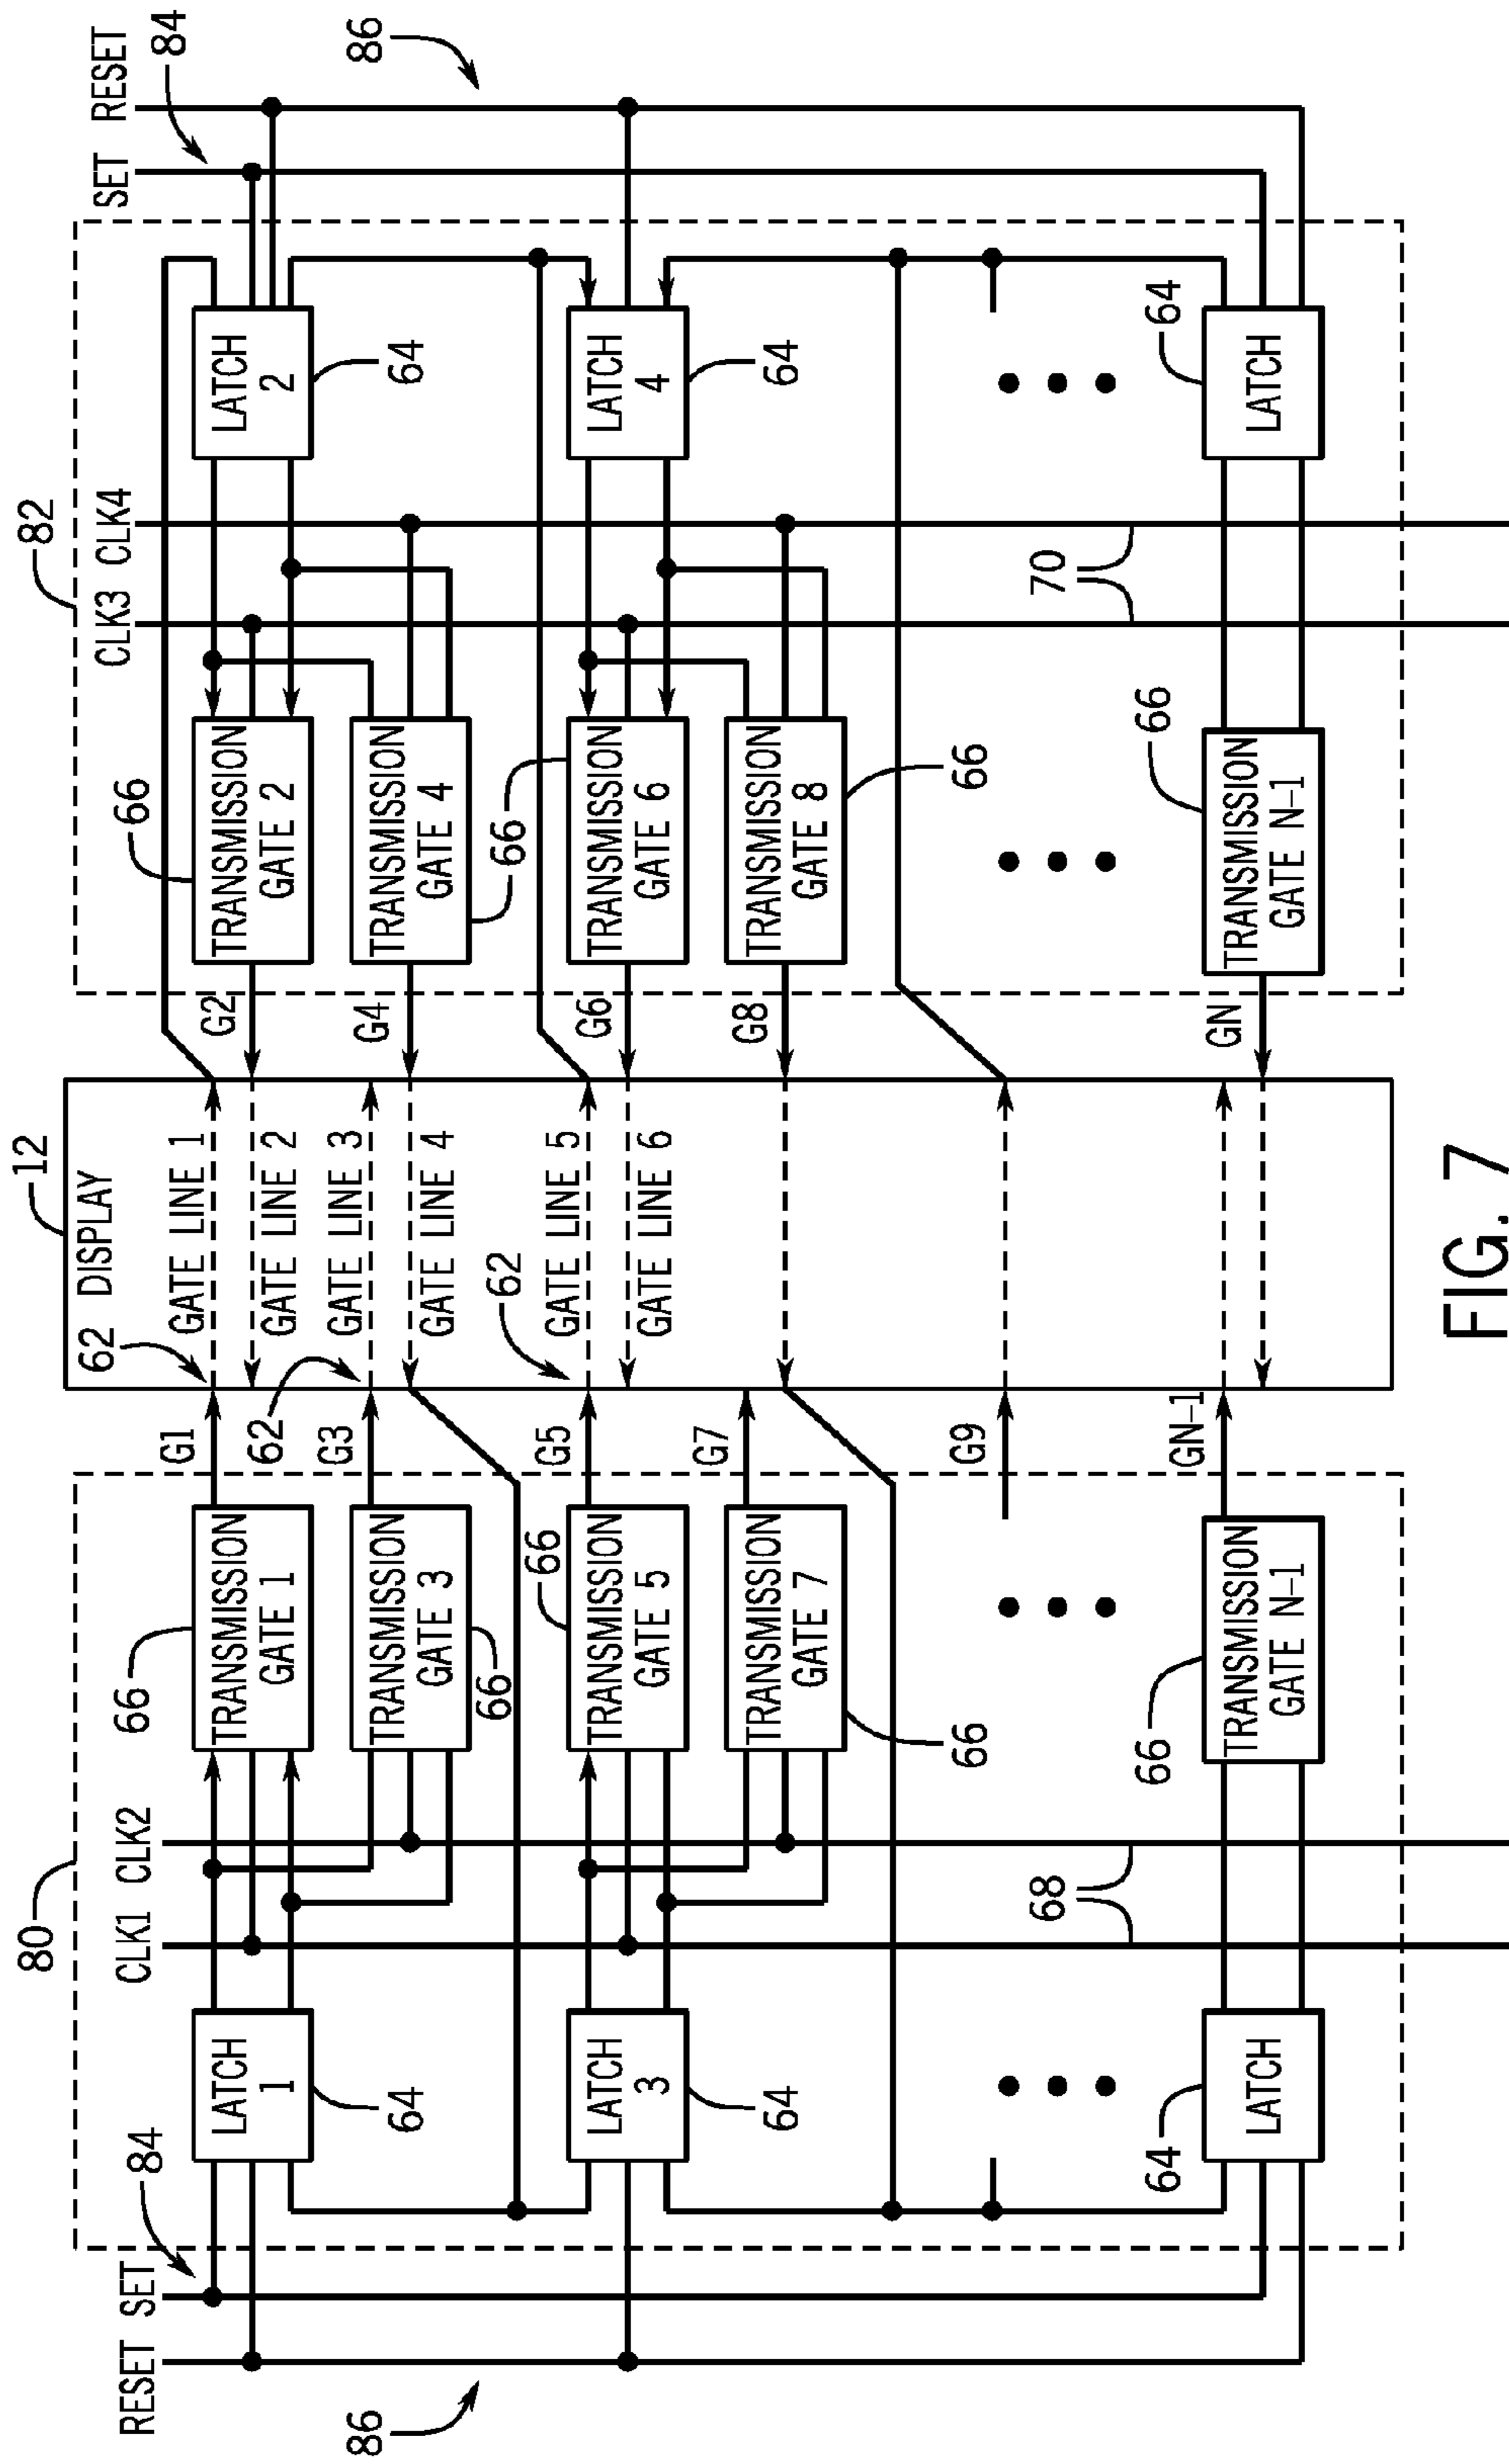 RESET
SET
84
86
80
CLK1
CLK2
LATCH
1
64
TRANSMISSION
GATE 1
66
TRANSMISSION
GATE 3
66
LATCH
3
64
TRANSMISSION
GATE 5
66
TRANSMISSION
GATE 7
66
68
LATCH
64
TRANSMISSION
GATE N-1
66
G1
G3
G5
G7
G9
GN-1
12
DISPLAY
62
GATE LINE 1
GATE LINE 2
62
GATE LINE 3
GATE LINE 4
62
GATE LINE 5
GATE LINE 6
G2
G4
G6
G8
GN
82
CLK3
CLK4
66
TRANSMISSION
GATE 2
TRANSMISSION
GATE 4
66
TRANSMISSION
GATE 6
TRANSMISSION
GATE 8
66
TRANSMISSION
GATE N-1
66
70
LATCH
2
64
LATCH
4
64
LATCH
64
SET
RESET
84
86
FIG. 7